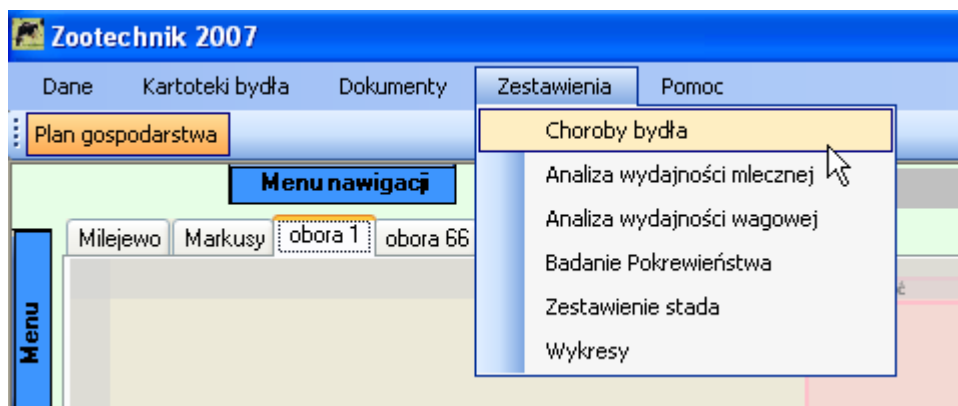 Zootechnik 2007
Dane Kartoteki bydła Dokumenty Zestawienia Pomoc
Plan gospodarstwa
Choroby bydła
Analiza wydajności mlecznej
Analiza wydajności wagowej
Badanie Pokrewieństwa
Zestawienie stada
Wykresy
Menu nawigacji
Milejewo Markusy obora 1 obora 66
Menu